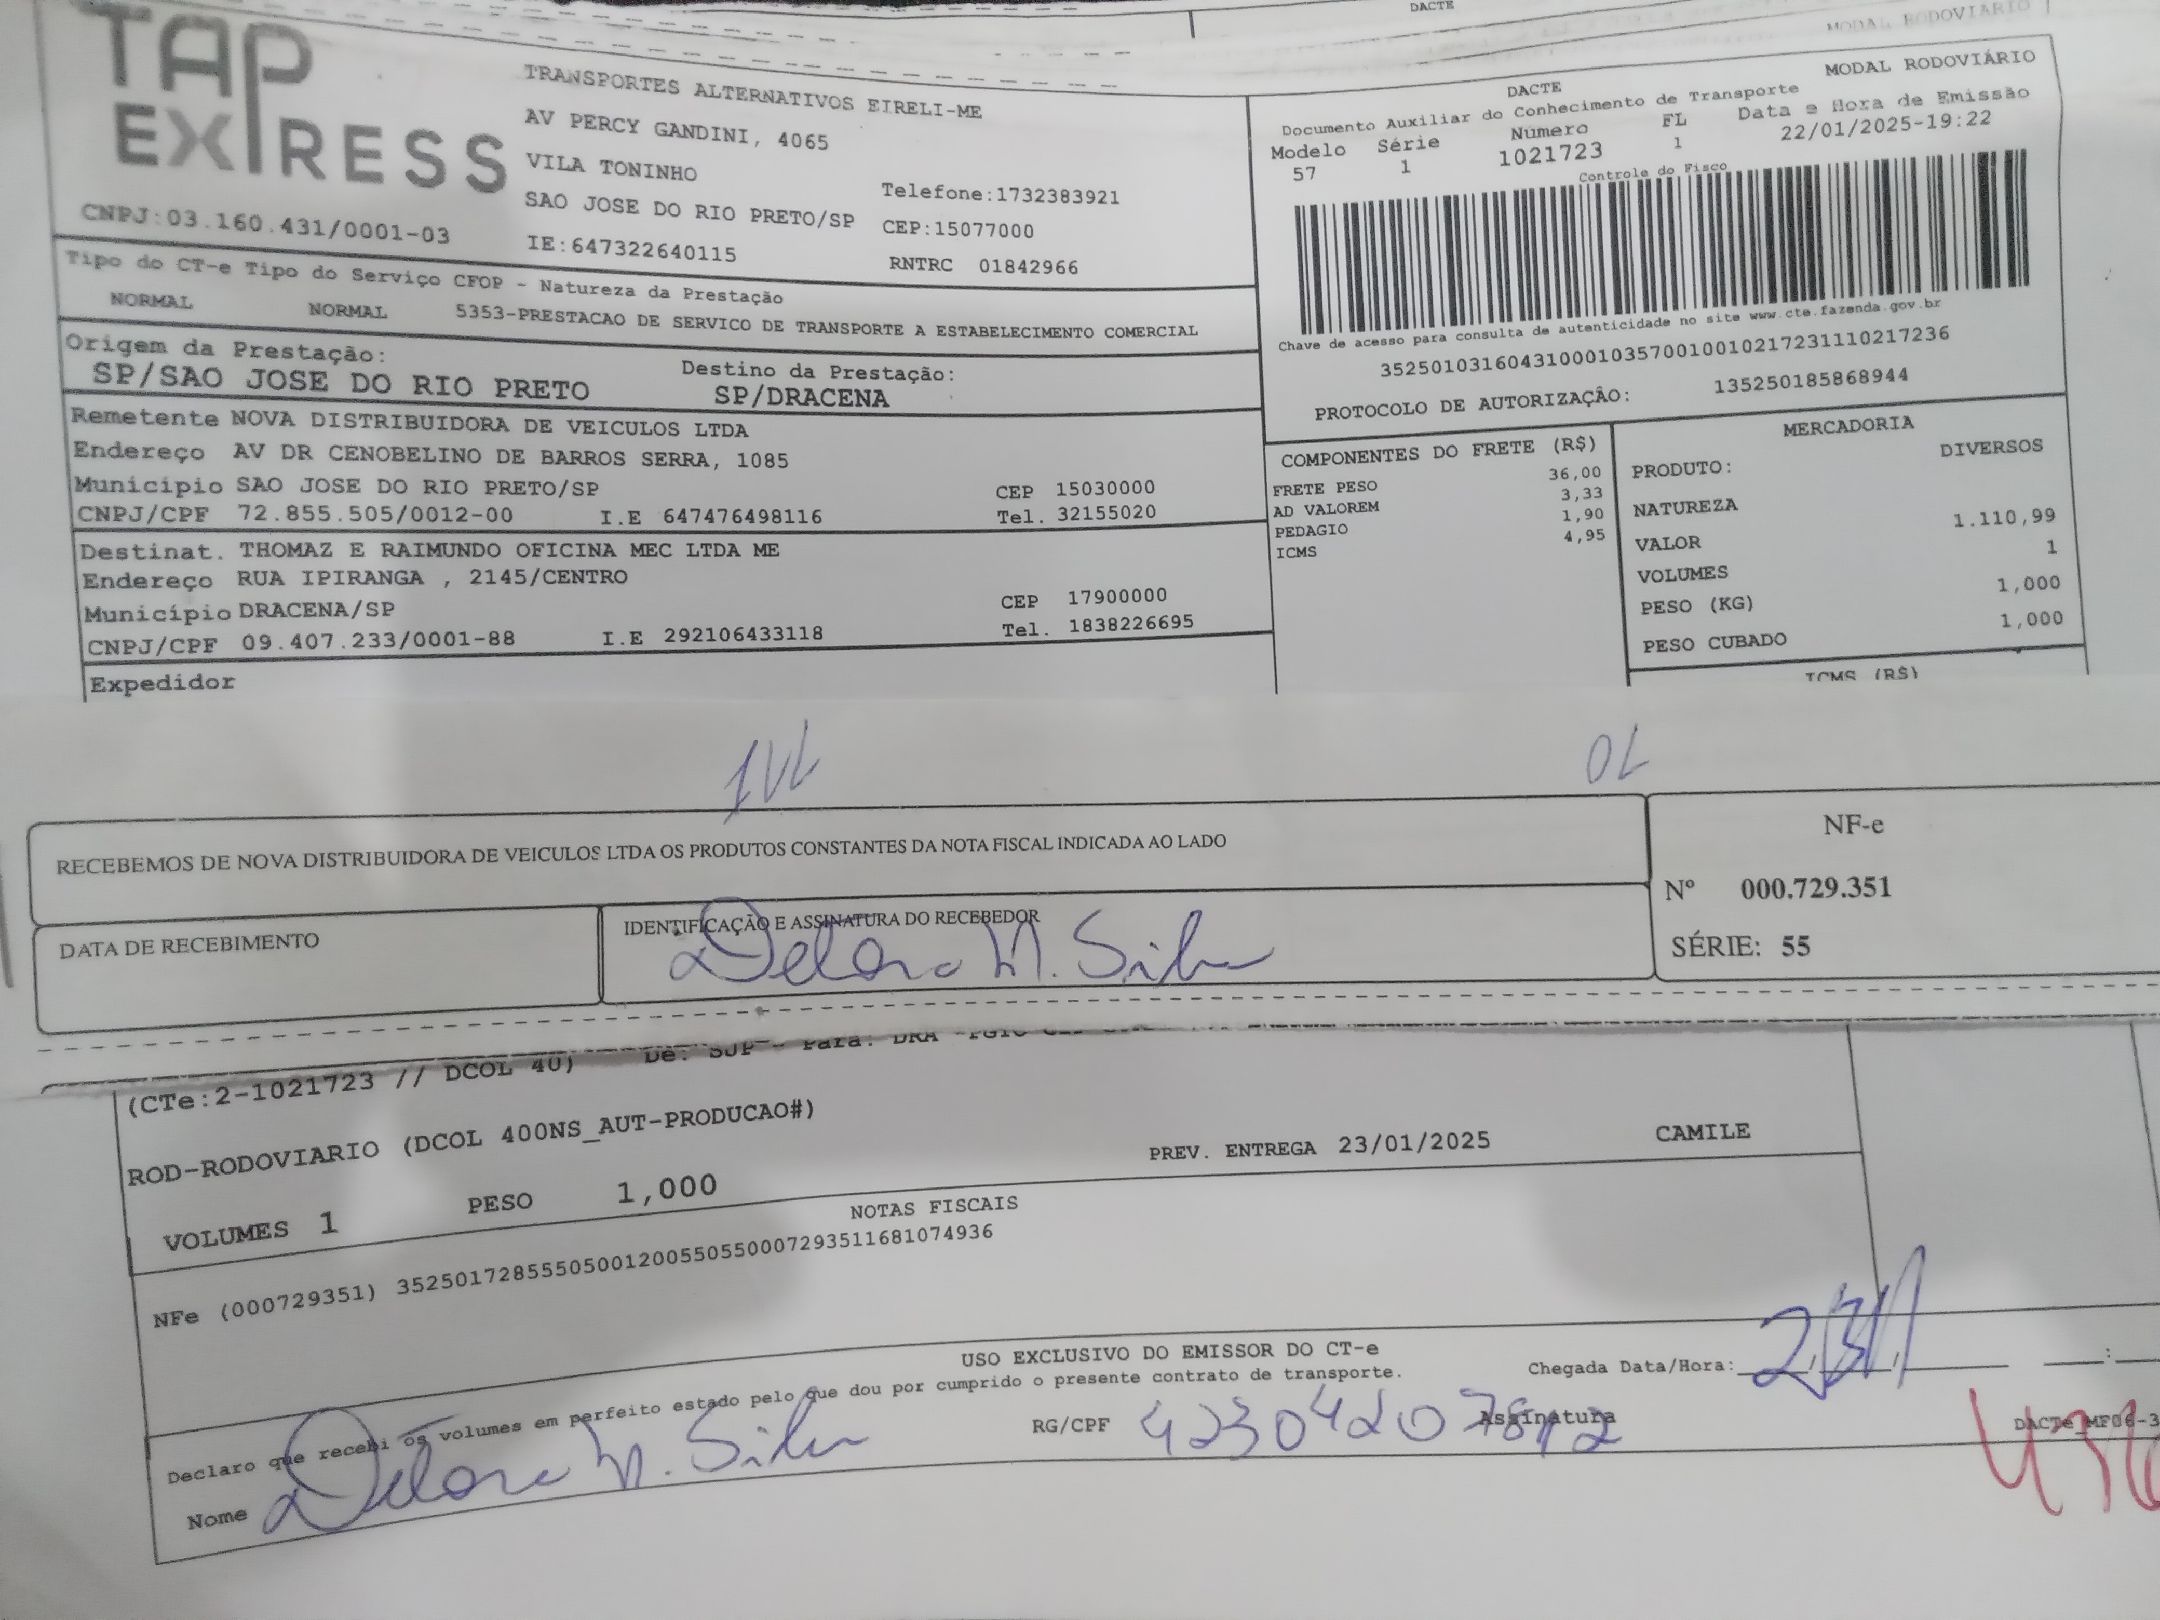 DACTE
MODAL RODOVIÁRIO
TAP EXPRESS
CNPJ:03.160.431/0001-03
TRANSPORTES ALTERNATIVOS EIRELI-ME
AV PERCY GANDINI, 4065
VILA TONINHO
SAO JOSE DO RIO PRETO/SP
IE:647322640115
Telefone:1732383921
CEP:15077000
RNTRC 01842966
MODAL RODOVIÁRIO
DACTE
Documento Auxiliar do Conhecimento de Transporte
Modelo Série Número FL Data e Hora de Emissão
57 1 1021723 1 22/01/2025-19:22
Controle do Fisco
Chave de acesso para consulta de autenticidade no site www.cte.fazenda.gov.br
35250103160431000103570010010217231110217236
PROTOCOLO DE AUTORIZAÇÂO: 135250185868944
Tipo do CT-e Tipo do Serviço CFOP - Natureza da Prestação
NORMAL NORMAL 5353-PRESTACAO DE SERVICO DE TRANSPORTE A ESTABELECIMENTO COMERCIAL
Origem da Prestação: Destino da Prestação:
SP/SAO JOSE DO RIO PRETO SP/DRACENA
Remetente NOVA DISTRIBUIDORA DE VEICULOS LTDA
Endereço AV DR CENOBELINO DE BARROS SERRA, 1085
Município SAO JOSE DO RIO PRETO/SP CEP 15030000
CNPJ/CPF 72.855.505/0012-00 I.E 647476498116 Tel. 32155020
Destinat. THOMAZ E RAIMUNDO OFICINA MEC LTDA ME
Endereço RUA IPIRANGA , 2145/CENTRO
Município DRACENA/SP CEP 17900000
CNPJ/CPF 09.407.233/0001-88 I.E 292106433118 Tel. 1838226695
Expedidor
COMPONENTES DO FRETE (R$)
FRETE PESO 36,00
AD VALOREM 3,33
PEDAGIO 1,90
ICMS 4,95
MERCADORIA
PRODUTO: DIVERSOS
NATUREZA
VALOR 1.110,99
VOLUMES 1
PESO (KG) 1,000
PESO CUBADO 1,000
ICMS (R$)
RECEBEMOS DE NOVA DISTRIBUIDORA DE VEICULOS LTDA OS PRODUTOS CONSTANTES DA NOTA FISCAL INDICADA AO LADO
DATA DE RECEBIMENTO
IDENTIFICAÇÃO E ASSINATURA DO RECEBEDOR
M. Silva
NF-e
Nº 000.729.351
SÉRIE: 55
(CTe:2-1021723 // DCOL 40) De: SJP - Para: DRA
ROD-RODOVIARIO (DCOL 400NS_AUT-PRODUCAO#)
PREV. ENTREGA 23/01/2025 CAMILE
VOLUMES 1 PESO 1,000
NOTAS FISCAIS
NFe (000729351) 35250172855505001200550550007293511681074936
USO EXCLUSIVO DO EMISSOR DO CT-e
Declaro que recebi os volumes em perfeito estado pelo que dou por cumprido o presente contrato de transporte.
Chegada Data/Hora:
Nome M. Silva
RG/CPF
Assinatura